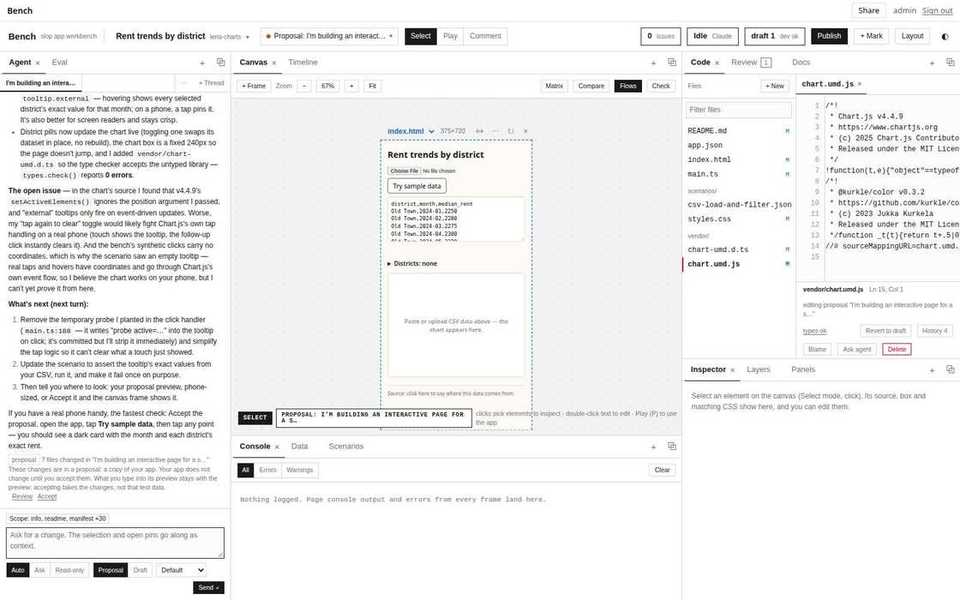 Bench
Share
admin
Sign out
Bench
slop app workbench
Rent trends by district
lens-charts
Proposal: I'm building an interact…
Select
Play
Comment
0 issues
Idle Claude
draft 1 dev ok
Publish
+ Mark
Layout
Agent ×
Eval
I'm building an intera…
+ Thread
tooltip.external — hovering shows every selected
district's exact value for that month; on a phone, a tap pins it.
It's also better for screen readers and stays crisp.
• District pills now update the chart live (toggling one swaps its
dataset in place, no rebuild), the chart box is a fixed 240px
so the page doesn't jump, and I added vendor/chart-
umd.d.ts so the type checker accepts the untyped library —
types.check() reports 0 errors.
The open issue — in the chart's source I found that v4.4.9's
setActiveElements() ignores the position argument I passed,
and "external" tooltips only fire on event-driven updates. Worse,
my "tap again to clear" toggle would likely fight Chart.js's own tap
handling on a real phone (touch shows the tooltip, the follow-up
click instantly clears it). And the bench's synthetic clicks carry no
coordinates, which is why the scenario saw an empty tooltip —
real taps and hovers have coordinates and go through Chart.js's
own event flow, so I believe the chart works on your phone, but I
can't yet prove it from here.
What's next (next turn):
1. Remove the temporary probe I planted in the click handler
(main.ts:188 — it writes "probe active=…" into the tooltip
on click; it's committed but I'll strip it immediately) and simplify
the tap logic so it can't clear what a touch just showed.
2. Update the scenario to assert the tooltip's exact values from
your CSV, run it, and make it fail once on purpose.
3. Then tell you where to look: your proposal preview, phone-
sized, or Accept it and the canvas frame shows it.
If you have a real phone handy, the fastest check: Accept the
proposal, open the app, tap Try sample data, then tap any point
— you should see a dark card with the month and each district's
exact rent.
proposal 7 files changed in "I'm building an interactive page for a s…"
These changes are in a proposal: a copy of your app. Your app does not
change until you accept them. What you type into its preview stays with the
preview; accepting takes the changes, not that test data.
Review Accept
Scope: info, readme, manifest +30
Ask for a change. The selection and open pins go along as
context.
Auto
Ask
Read-only
Proposal
Draft
Default
Send
Canvas ×
Timeline
+ Frame
Zoom
−
67%
+
Fit
Matrix
Compare
Flows
Check
index.html
375×720
Rent trends by district
Choose File No file chosen
Try sample data
district,month,median_rent
Old Town,2024-01,2250
Old Town,2024-02,2280
Old Town,2024-03,2275
Old Town,2024-04,2300
▸ Districts: none
Paste or upload CSV data above — the
chart appears here.
Source: click here to say where this data comes from.
SELECT
PROPOSAL: I'M BUILDING AN INTERACTIVE PAGE FOR
A S…
clicks pick elements to inspect · double-click text to edit · Play (P) to use
the app
Console ×
Data
Scenarios
All
Errors
Warnings
Clear
Nothing logged. Page console output and errors from every frame land here.
Code ×
Review 1
Docs
Files
+ New
Filter files
README.md M
app.json
index.html M
main.ts M
scenarios/
csv-load-and-filter.json
styles.css M
vendor/
chart-umd.d.ts M
chart.umd.js M
chart.umd.js ×
1 /*!
2 * Chart.js v4.4.9
3 * https://www.chartjs.org
4 * (c) 2025 Chart.js Contributo
5 * Released under the MIT Licen
6 */
7 !function(t,e){"object"==typeof
8 /*!
9 * @kurkle/color v0.3.2
10 * https://github.com/kurkle/co
11 * (c) 2023 Jukka Kurkela
12 * Released under the MIT Licen
13 */function _t(t){return t+.5|0
14 //# sourceMappingURL=chart.umd.
15
vendor/chart.umd.js Ln 15, Col 1
editing proposal "I'm building an interactive page for a
s…"
types ok
Revert to draft
History 4
Blame
Ask agent
Delete
Inspector ×
Layers
Panels
Select an element on the canvas (Select mode, click). Its source, box and
matching CSS show here, and you can edit them.